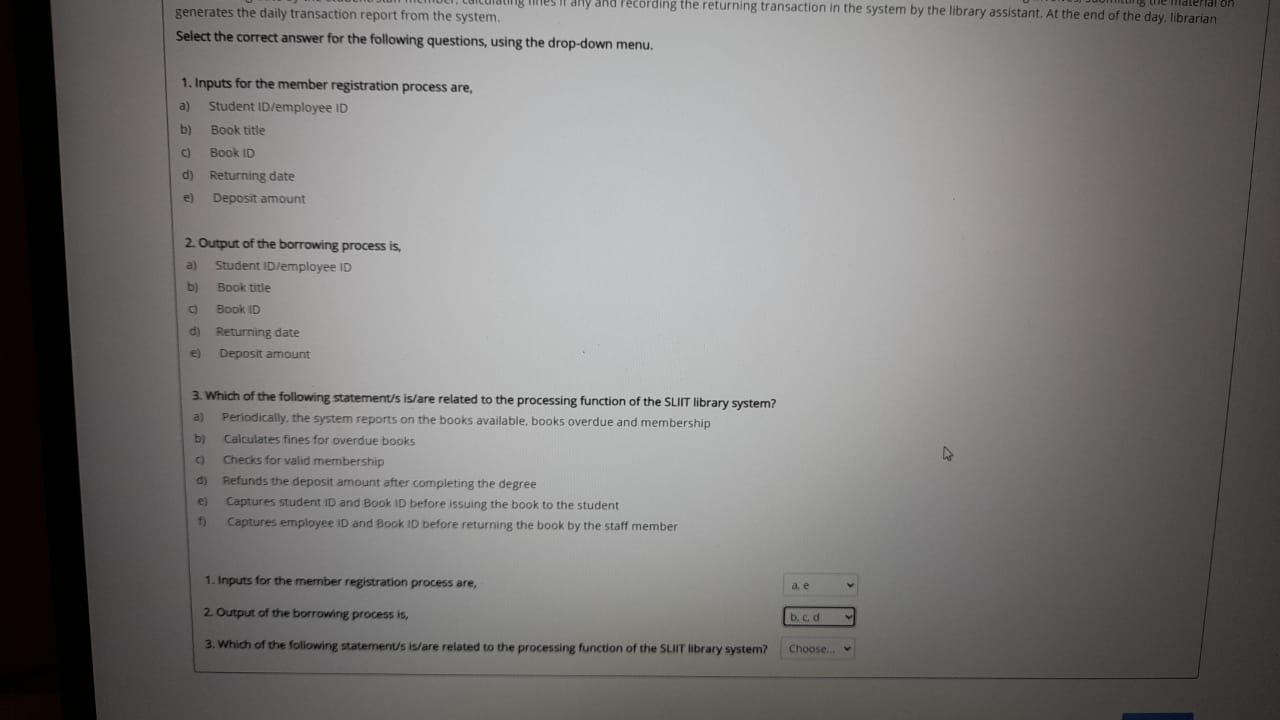 any and recording the returning transaction in the system by the library assistant. At the end of the day, librarian
generates the daily transaction report from the system.
Select the correct answer for the following questions, using the drop-down menu.
1. Inputs for the member registration process are,
a) Student ID/employee ID
b) Book title
c) Book ID
d) Returning date
e) Deposit amount
2. Output of the borrowing process is,
a) Student ID/employee ID
b) Book title
c) Book ID
d) Returning date
e) Deposit amount
3. Which of the following statement/s is/are related to the processing function of the SLIIT library system?
a) Periodically, the system reports on the books available, books overdue and membership
b) Calculates fines for overdue books
c) Checks for valid membership
d) Refunds the deposit amount after completing the degree
e) Captures student ID and Book ID before issuing the book to the student
f) Captures employee ID and Book ID before returning the book by the staff member
1. Inputs for the member registration process are, a, e
2. Output of the borrowing process is, b, c, d
3. Which of the following statement/s is/are related to the processing function of the SLIIT library system? Choose...